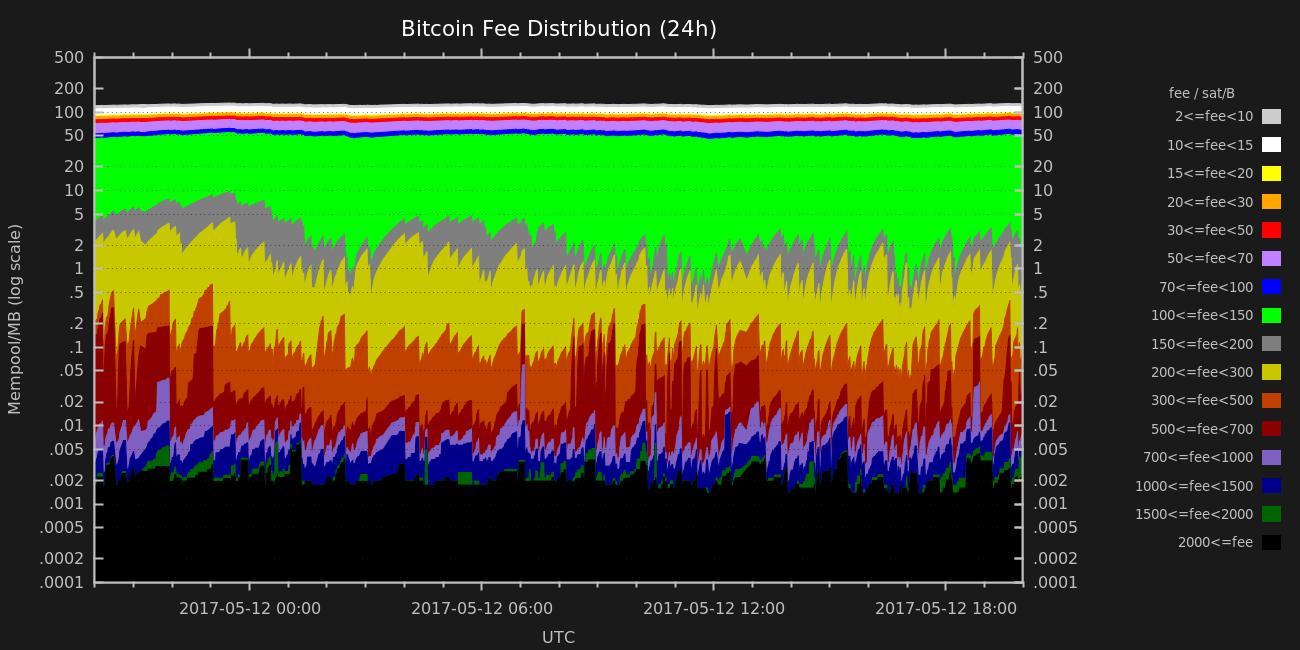 Bitcoin Fee Distribution (24h)
500 500
200 200
100 100
50 50
20 20
10 10
5 5
2 2
1 1
.5 .5
.2 .2
.1 .1
.05 .05
.02 .02
.01 .01
.005 .005
.002 .002
.001 .001
.0005 .0005
.0002 .0002
.0001 .0001
Mempool/MB (log scale)
2017-05-12 00:00 2017-05-12 06:00 2017-05-12 12:00 2017-05-12 18:00
UTC
fee / sat/B
2<=fee<10
10<=fee<15
15<=fee<20
20<=fee<30
30<=fee<50
50<=fee<70
70<=fee<100
100<=fee<150
150<=fee<200
200<=fee<300
300<=fee<500
500<=fee<700
700<=fee<1000
1000<=fee<1500
1500<=fee<2000
2000<=fee